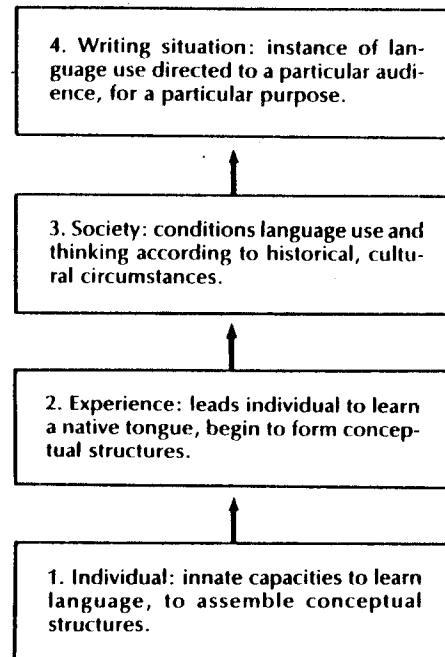 4. Writing situation: instance of lan-
guage use directed to a particular audi-
ence, for a particular purpose.
3. Society: conditions language use and
thinking according to historical, cultu-
ral circumstances.
2. Experience: leads individual to learn
a native tongue, begin to form concep-
tual structures.
1. Individual: innate capacities to learn
language, to assemble conceptual
structures.